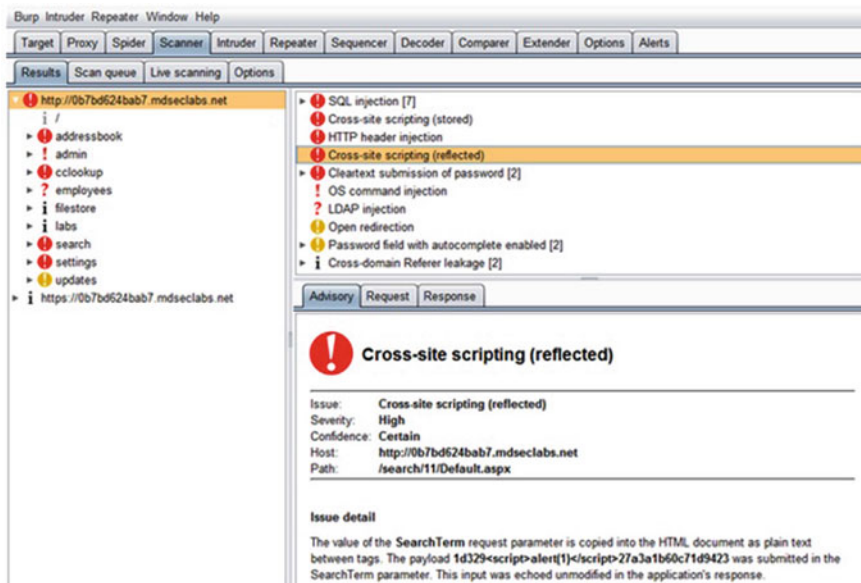 Burp Intruder Repeater Window Help
Target Proxy Spider Scanner Intruder Repeater Sequencer Decoder Comparer Extender Options Alerts
Results Scan queue Live scanning Options
http://0b7bd624bab7.mdseclabs.net
/
addressbook
admin
cclookup
employees
filestore
labs
search
settings
updates
https://0b7bd624bab7.mdseclabs.net
SQL injection [7]
Cross-site scripting (stored)
HTTP header injection
Cross-site scripting (reflected)
Cleartext submission of password [2]
OS command injection
LDAP injection
Open redirection
Password field with autocomplete enabled [2]
Cross-domain Referer leakage [2]
Advisory Request Response
Cross-site scripting (reflected)
Issue: Cross-site scripting (reflected)
Severity: High
Confidence: Certain
Host: http://0b7bd624bab7.mdseclabs.net
Path: /search/11/Default.aspx
Issue detail
The value of the SearchTerm request parameter is copied into the HTML document as plain text
between tags. The payload 1d329<script>alert(1)</script>27a3a1b60c71d9423 was submitted in the
SearchTerm parameter. This input was echoed unmodified in the application's response.